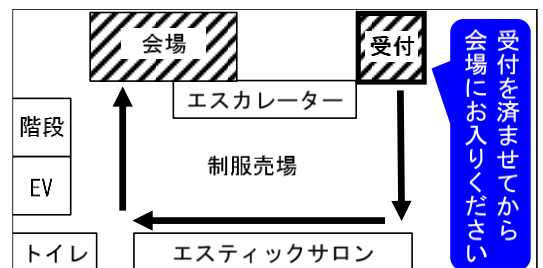 会場
受付
エスカレーター
階段
制服売場
EV
トイレ
エスティックサロン
受付を済ませてから
会場にお入りください